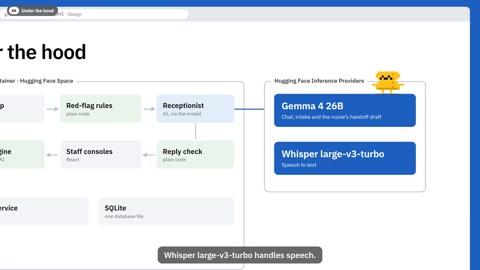 Under the hood
ME · Design
r the hood
tainer · Hugging Face Space
Hugging Face Inference Providers
p
Red-flag rules
plain code
Receptionist
AI, via the model
Gemma 4 26B
Chat, intake and the nurse's handoff draft
gine
AI
Staff consoles
React
Reply check
plain code
Whisper large-v3-turbo
Speech to text
ervice
SQLite
one database file
Whisper large-v3-turbo handles speech.